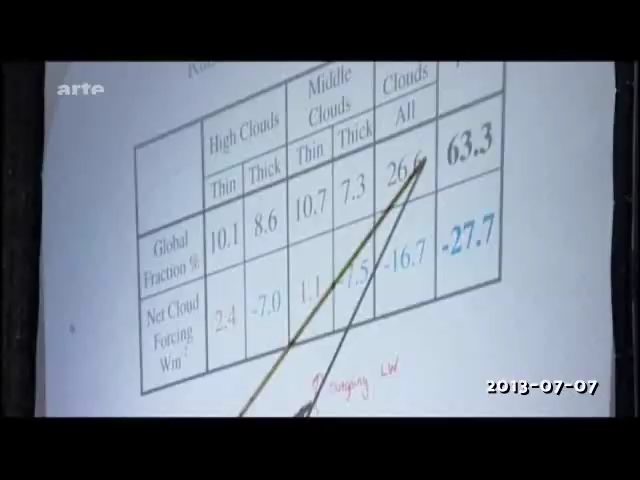 arte
High Clouds
Middle
Clouds
Clouds
All
Thin Thick Thin Thick
Global
Fraction %
10.1 8.6 10.7 7.3 26.6 63.3
Net Cloud
Forcing
Wm-2
2.4 -7.0 1.1 -7.5 -16.7 -27.7
outgoing LW
2013-07-07